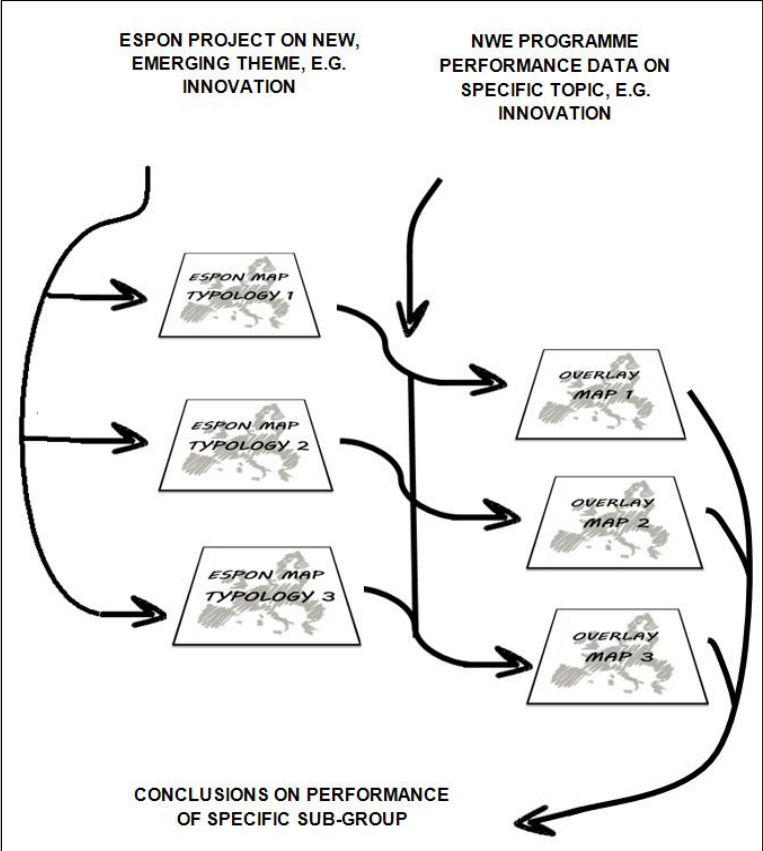 ESPON PROJECT ON NEW,
EMERGING THEME, E.G.
INNOVATION
NWE PROGRAMME
PERFORMANCE DATA ON
SPECIFIC TOPIC, E.G.
INNOVATION
ESPON MAP
TYPOLOGY 1
ESPON MAP
TYPOLOGY 2
ESPON MAP
TYPOLOGY 3
OVERLAY
MAP 1
OVERLAY
MAP 2
OVERLAY
MAP 3
CONCLUSIONS ON PERFORMANCE
OF SPECIFIC SUB-GROUP